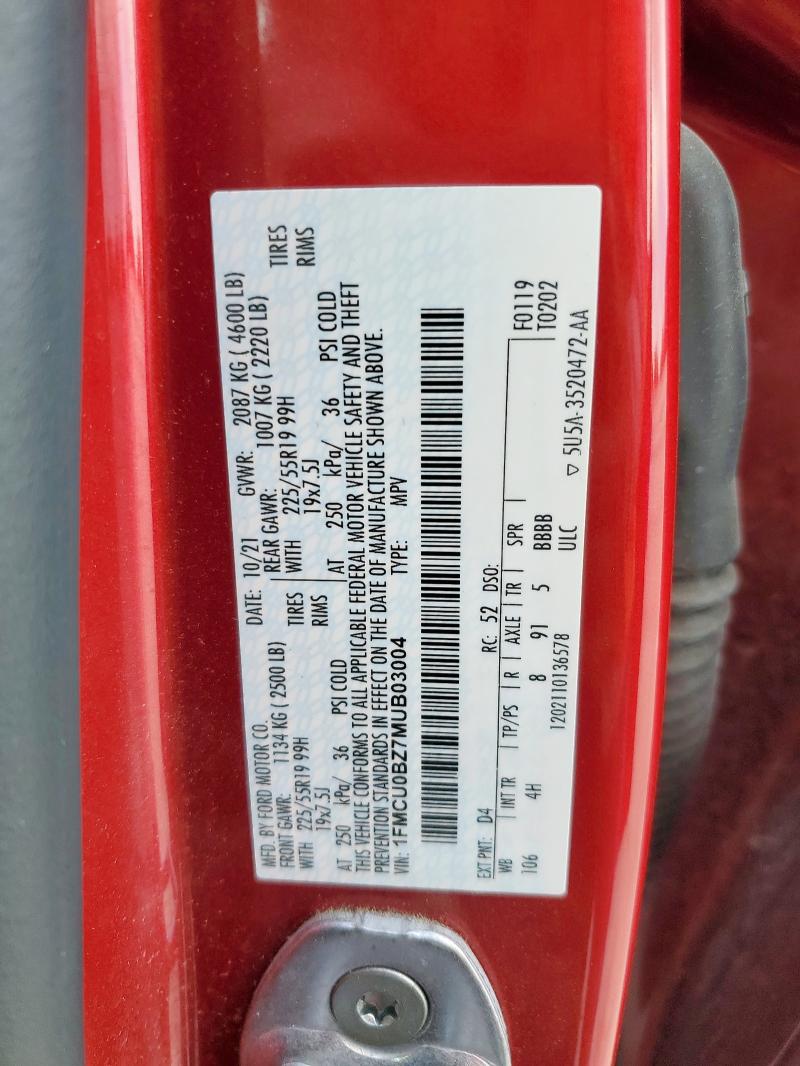 MFD. BY FORD MOTOR CO.
DATE: 10/21 GVWR: 2087 KG ( 4600 LB)
FRONT GAWR: 1134 KG ( 2500 LB) REAR GAWR: 1007 KG ( 2220 LB)
WITH 225/55R19 99H TIRES WITH 225/55R19 99H TIRES
19x7.5J RIMS 19x7.5J RIMS
AT 250 kPa/ 36 PSI COLD AT 250 kPa/ 36 PSI COLD
THIS VEHICLE CONFORMS TO ALL APPLICABLE FEDERAL MOTOR VEHICLE SAFETY AND THEFT
PREVENTION STANDARDS IN EFFECT ON THE DATE OF MANUFACTURE SHOWN ABOVE.
VIN: 1FMCU0BZ7MUB03004 TYPE: MPV
EXT PNT: D4 RC: 52 DSO:
WB INT TR TP/PS R AXLE TR SPR F0119
106 4H 8 91 5 BBBB T0202
1202110136578 ULC ▽ 5U5A-3520472-AA